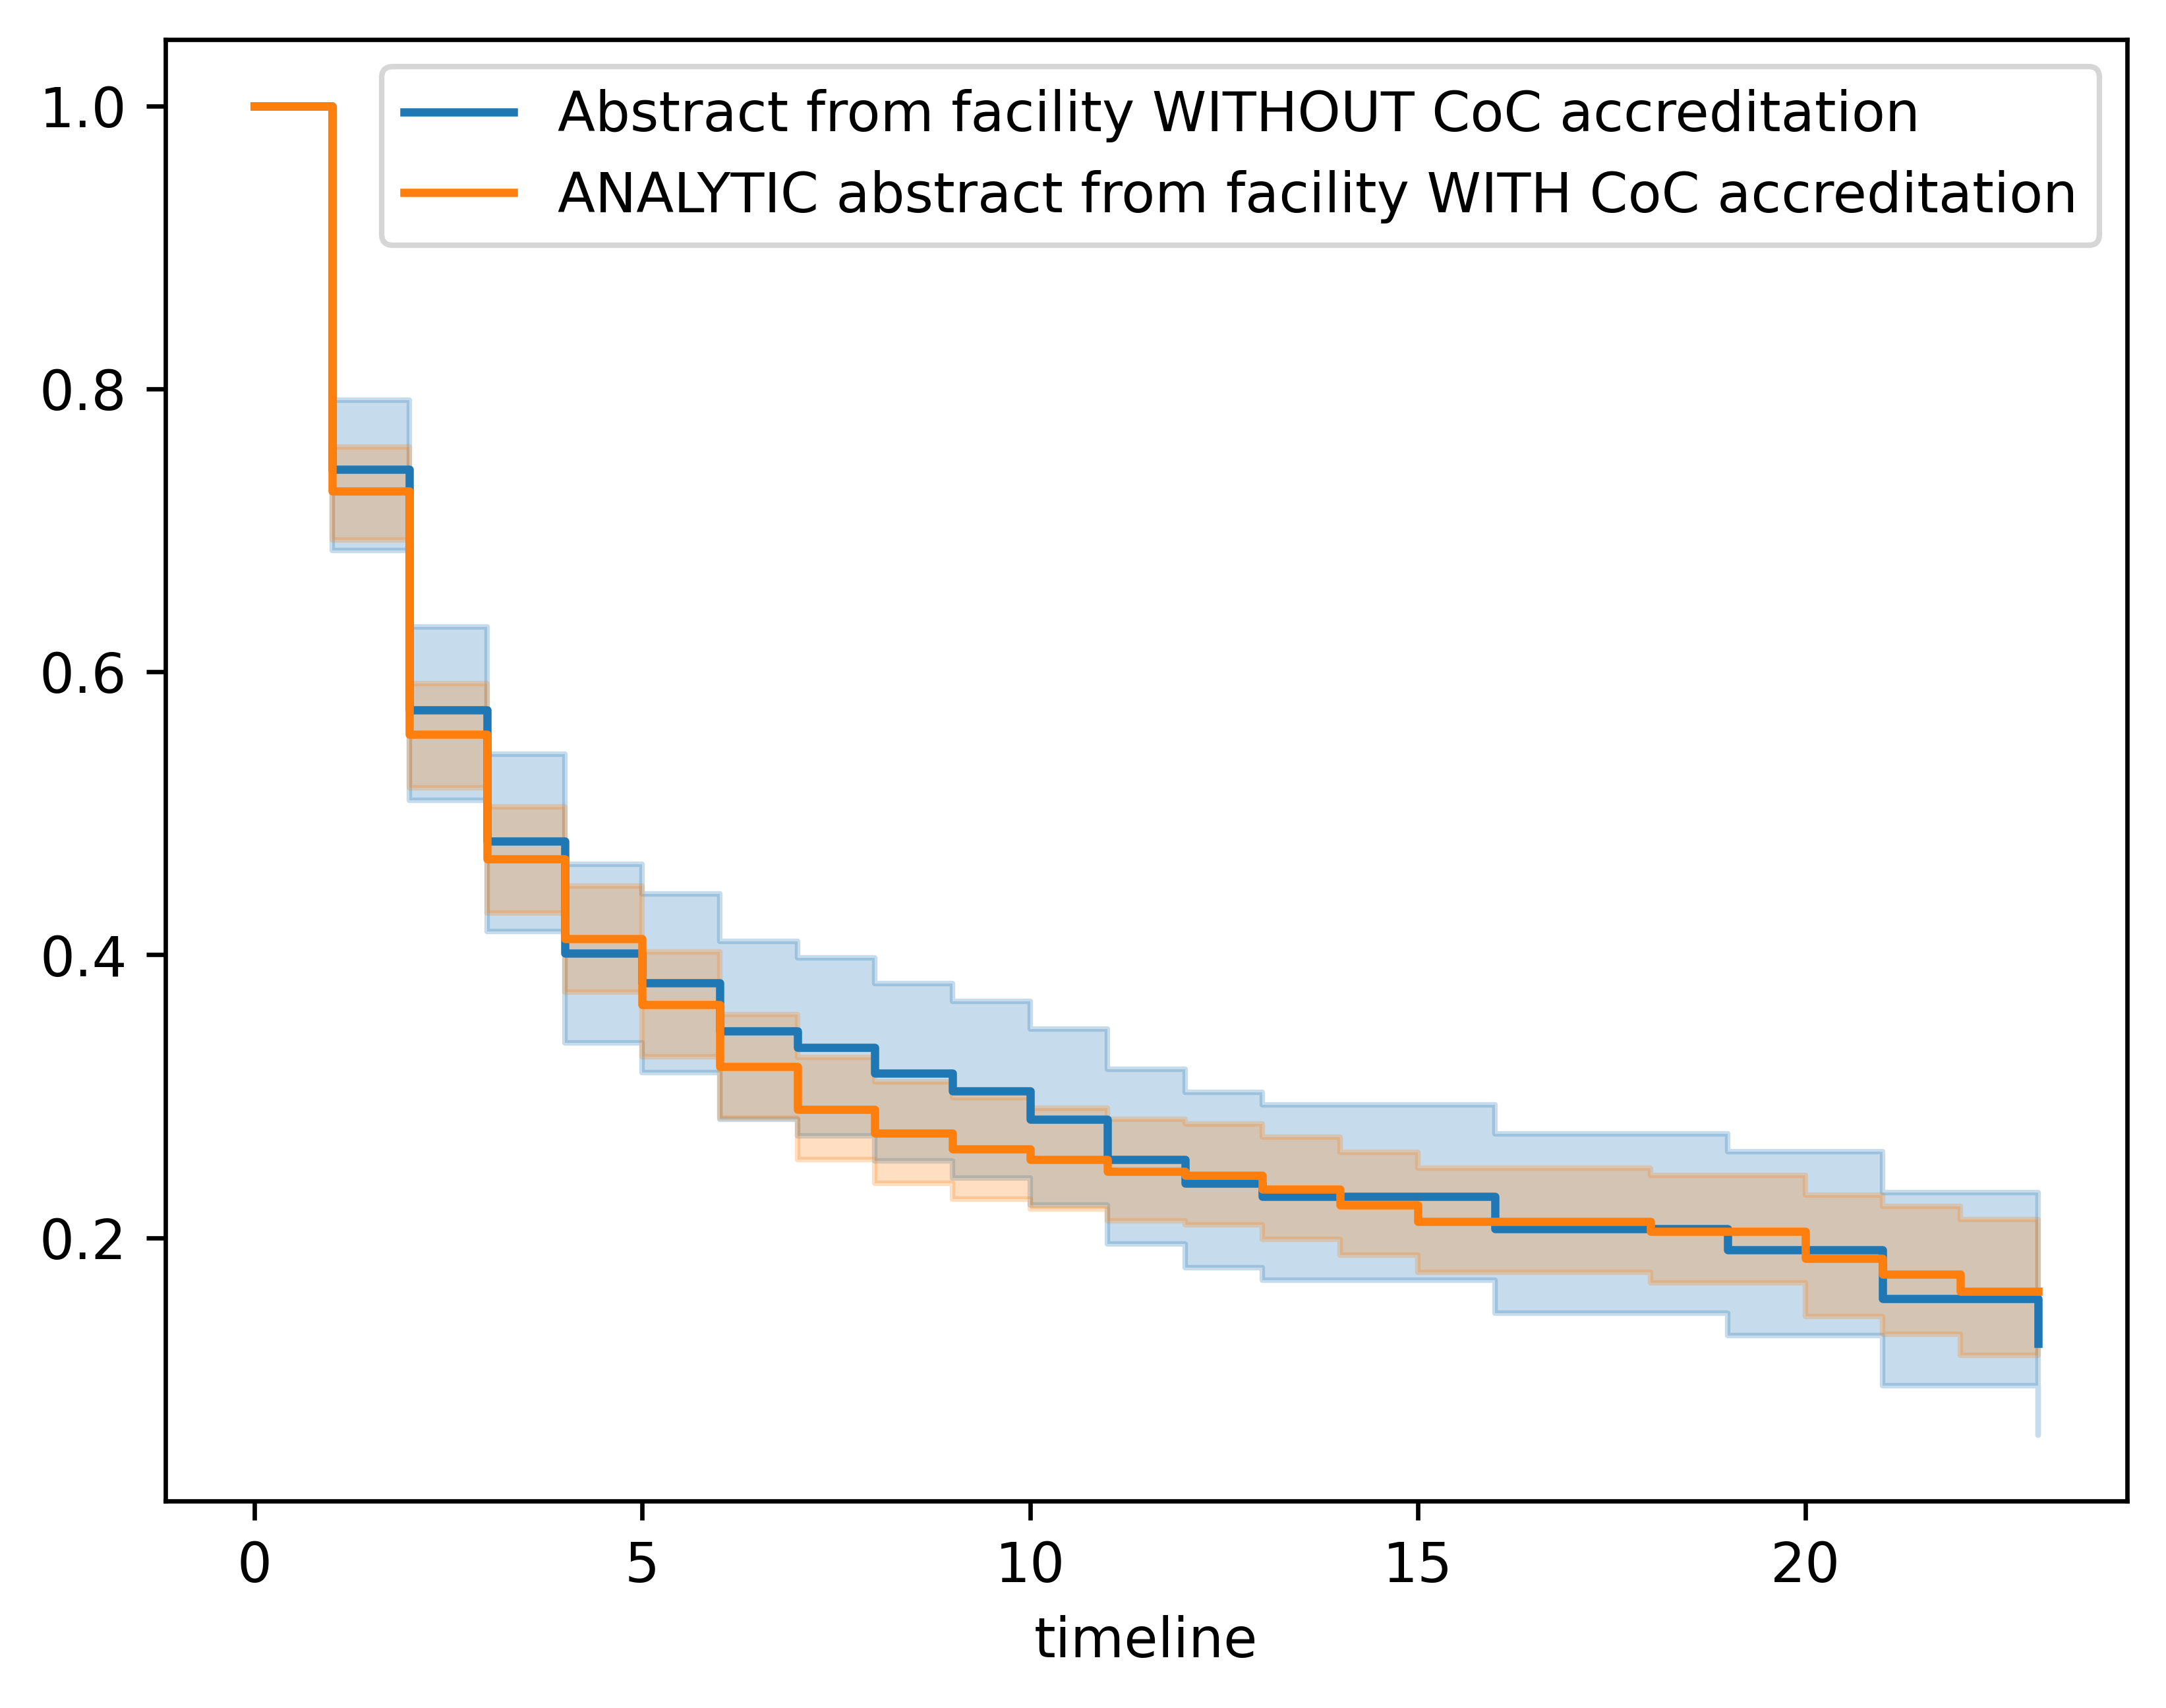 Abstract from facility WITHOUT CoC accreditation
ANALYTIC abstract from facility WITH CoC accreditation
1.0
0.8
0.6
0.4
0.2
0 5 10 15 20
timeline